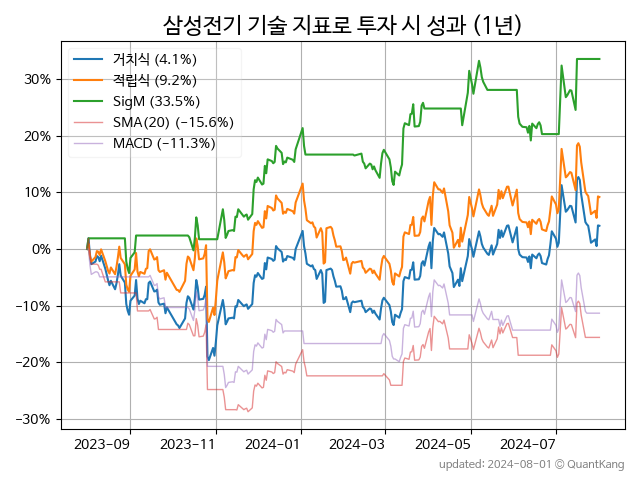 삼성전기 기술 지표로 투자 시 성과 (1년)
거치식 (4.1%)
적립식 (9.2%)
SigM (33.5%)
SMA(20) (−15.6%)
MACD (−11.3%)
30%
20%
10%
0%
−10%
−20%
−30%
2023-09
2023-11
2024-01
2024-03
2024-05
2024-07
updated: 2024-08-01 © QuantKang